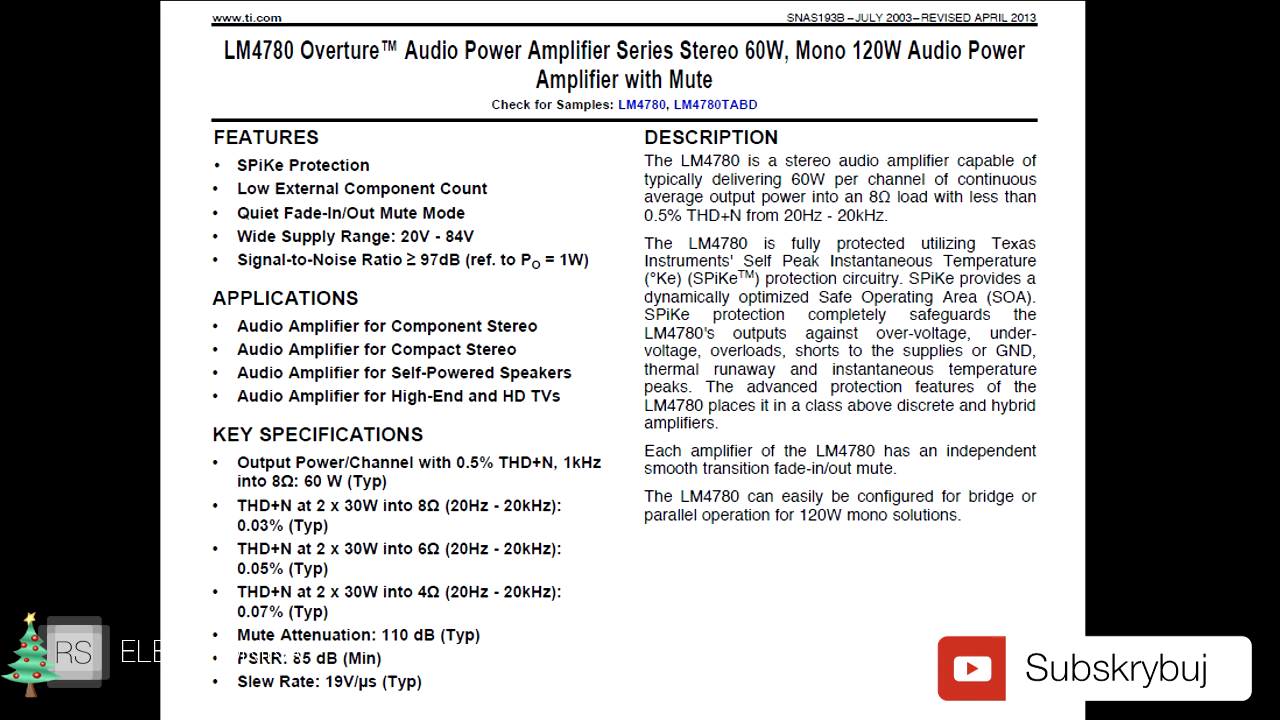 www.ti.com
SNAS193B – JULY 2003 – REVISED APRIL 2013
LM4780 Overture™ Audio Power Amplifier Series Stereo 60W, Mono 120W Audio Power
Amplifier with Mute
Check for Samples: LM4780, LM4780TABD
FEATURES
• SPiKe Protection
• Low External Component Count
• Quiet Fade-In/Out Mute Mode
• Wide Supply Range: 20V - 84V
• Signal-to-Noise Ratio ≥ 97dB (ref. to PO = 1W)
APPLICATIONS
• Audio Amplifier for Component Stereo
• Audio Amplifier for Compact Stereo
• Audio Amplifier for Self-Powered Speakers
• Audio Amplifier for High-End and HD TVs
KEY SPECIFICATIONS
• Output Power/Channel with 0.5% THD+N, 1kHz
into 8Ω: 60 W (Typ)
• THD+N at 2 x 30W into 8Ω (20Hz - 20kHz):
0.03% (Typ)
• THD+N at 2 x 30W into 6Ω (20Hz - 20kHz):
0.05% (Typ)
• THD+N at 2 x 30W into 4Ω (20Hz - 20kHz):
0.07% (Typ)
• Mute Attenuation: 110 dB (Typ)
• PSRR: 85 dB (Min)
• Slew Rate: 19V/µs (Typ)
DESCRIPTION
The LM4780 is a stereo audio amplifier capable of
typically delivering 60W per channel of continuous
average output power into an 8Ω load with less than
0.5% THD+N from 20Hz - 20kHz.
The LM4780 is fully protected utilizing Texas
Instruments' Self Peak Instantaneous Temperature
(°Ke) (SPiKeTM) protection circuitry. SPiKe provides a
dynamically optimized Safe Operating Area (SOA).
SPiKe protection completely safeguards the
LM4780's outputs against over-voltage, under-
voltage, overloads, shorts to the supplies or GND,
thermal runaway and instantaneous temperature
peaks. The advanced protection features of the
LM4780 places it in a class above discrete and hybrid
amplifiers.
Each amplifier of the LM4780 has an independent
smooth transition fade-in/out mute.
The LM4780 can easily be configured for bridge or
parallel operation for 120W mono solutions.
RS
Subskrybuj